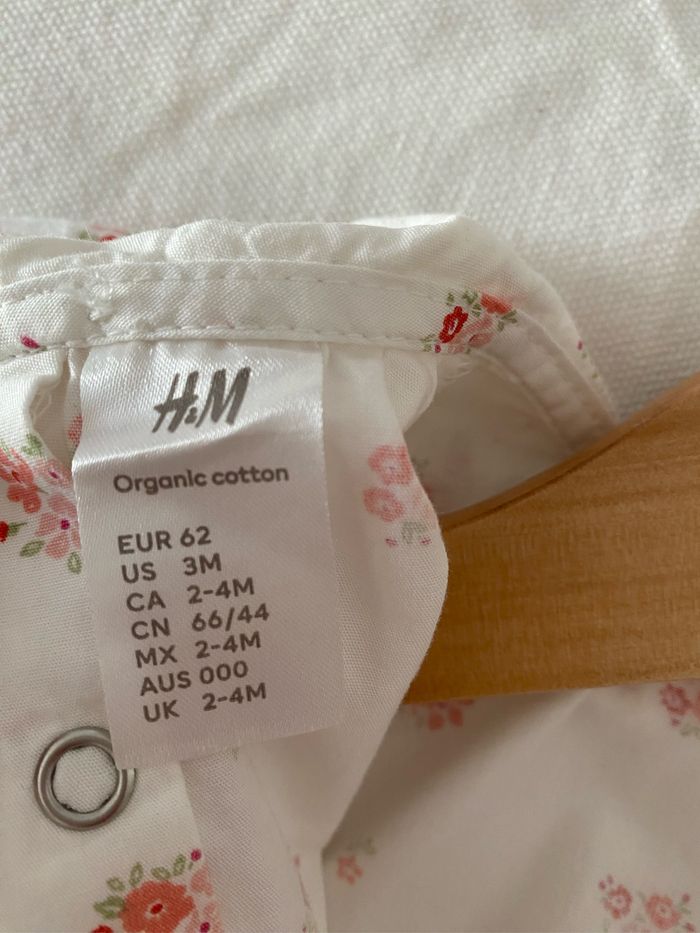 H&M
Organic cotton
EUR 62
US 3M
CA 2-4M
CN 66/44
MX 2-4M
AUS 000
UK 2-4M